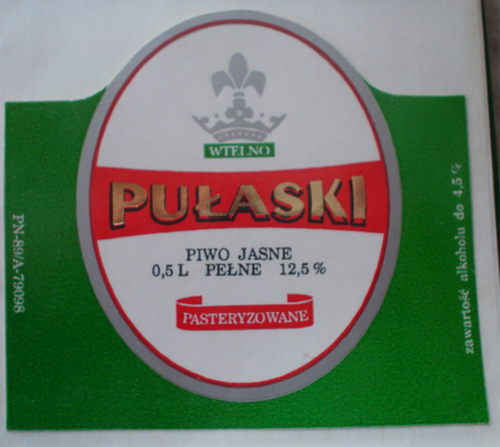 WTELNO
PUŁASKI
PIWO JASNE
0,5 L PEŁNE 12,5 %
PASTERYZOWANE
PN-89/A-79098
zawartość alkoholu do 4,5 %